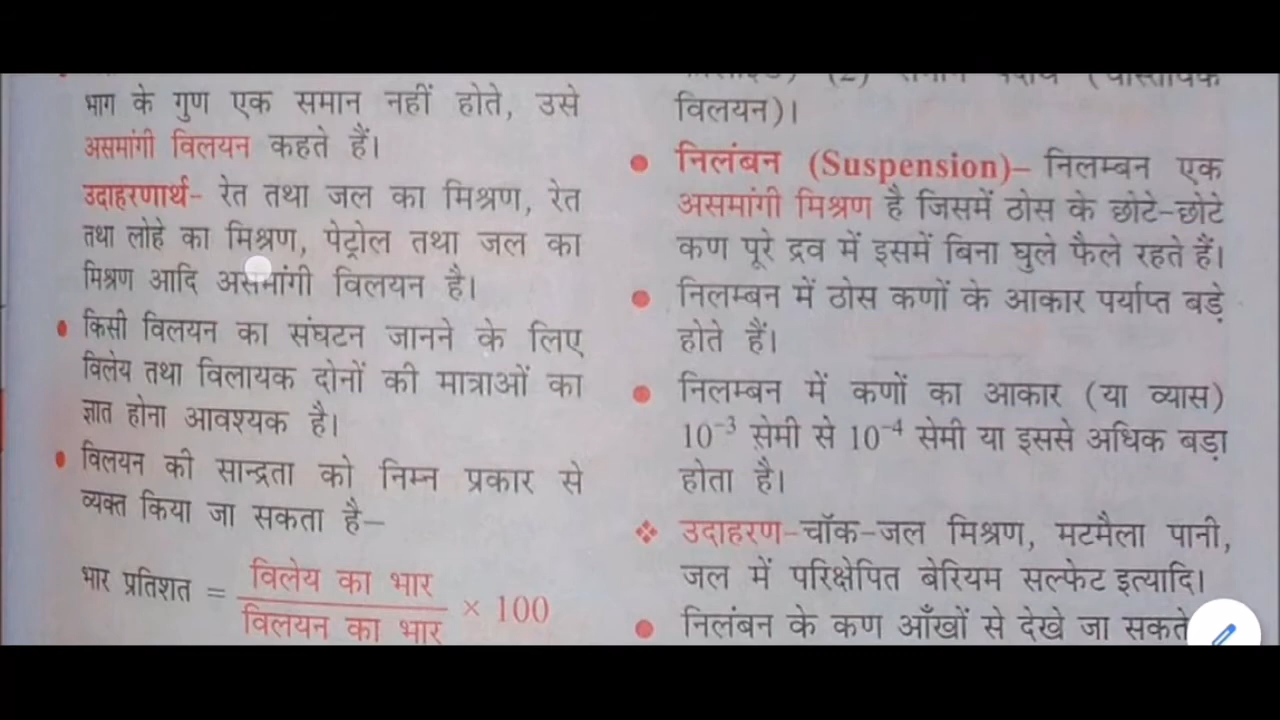 भाग के गुण एक समान नहीं होते, उसे
असमांगी विलयन कहते हैं।
उदाहरणार्थ- रेत तथा जल का मिश्रण, रेत
तथा लोहे का मिश्रण, पेट्रोल तथा जल का
मिश्रण आदि असमांगी विलयन है।
• किसी विलयन का संघटन जानने के लिए
विलेय तथा विलायक दोनों की मात्राओं का
ज्ञात होना आवश्यक है।
• विलयन की सान्द्रता को निम्न प्रकार से
व्यक्त किया जा सकता है–
भार प्रतिशत = विलेय का भार / विलयन का भार × 100
विलयन)।
• निलंबन (Suspension)– निलम्बन एक
असमांगी मिश्रण है जिसमें ठोस के छोटे-छोटे
कण पूरे द्रव में इसमें बिना घुले फैले रहते हैं।
• निलम्बन में ठोस कणों के आकार पर्याप्त बड़े
होते हैं।
• निलम्बन में कणों का आकार (या व्यास)
10⁻³ सेमी से 10⁻⁴ सेमी या इससे अधिक बड़ा
होता है।
❖ उदाहरण–चॉक-जल मिश्रण, मटमैला पानी,
जल में परिक्षेपित बेरियम सल्फेट इत्यादि।
• निलंबन के कण आँखों से देखे जा सकते